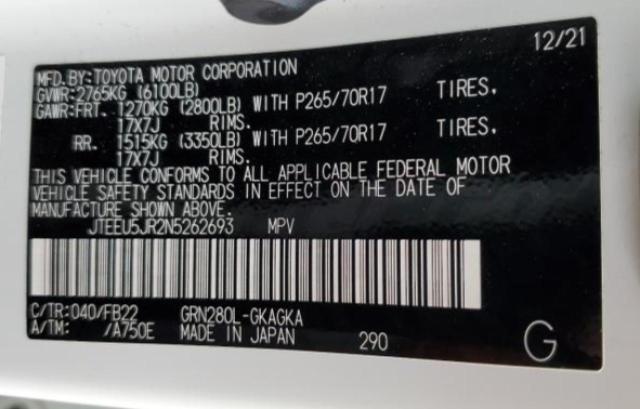 12/21
MFD.BY:TOYOTA MOTOR CORPORATION
GVWR:2765KG (6100LB)
GAWR:FRT. 1270KG (2800LB) WITH P265/70R17 TIRES,
17X7J RIMS.
RR. 1515KG (3350LB) WITH P265/70R17 TIRES,
17X7J RIMS.
THIS VEHICLE CONFORMS TO ALL APPLICABLE FEDERAL MOTOR
VEHICLE SAFETY STANDARDS IN EFFECT ON THE DATE OF
MANUFACTURE SHOWN ABOVE.
JTEEU5JR2N5262693 MPV
C/TR:040/FB22 GRN280L-GKAGKA
A/TM: /A750E MADE IN JAPAN 290 G